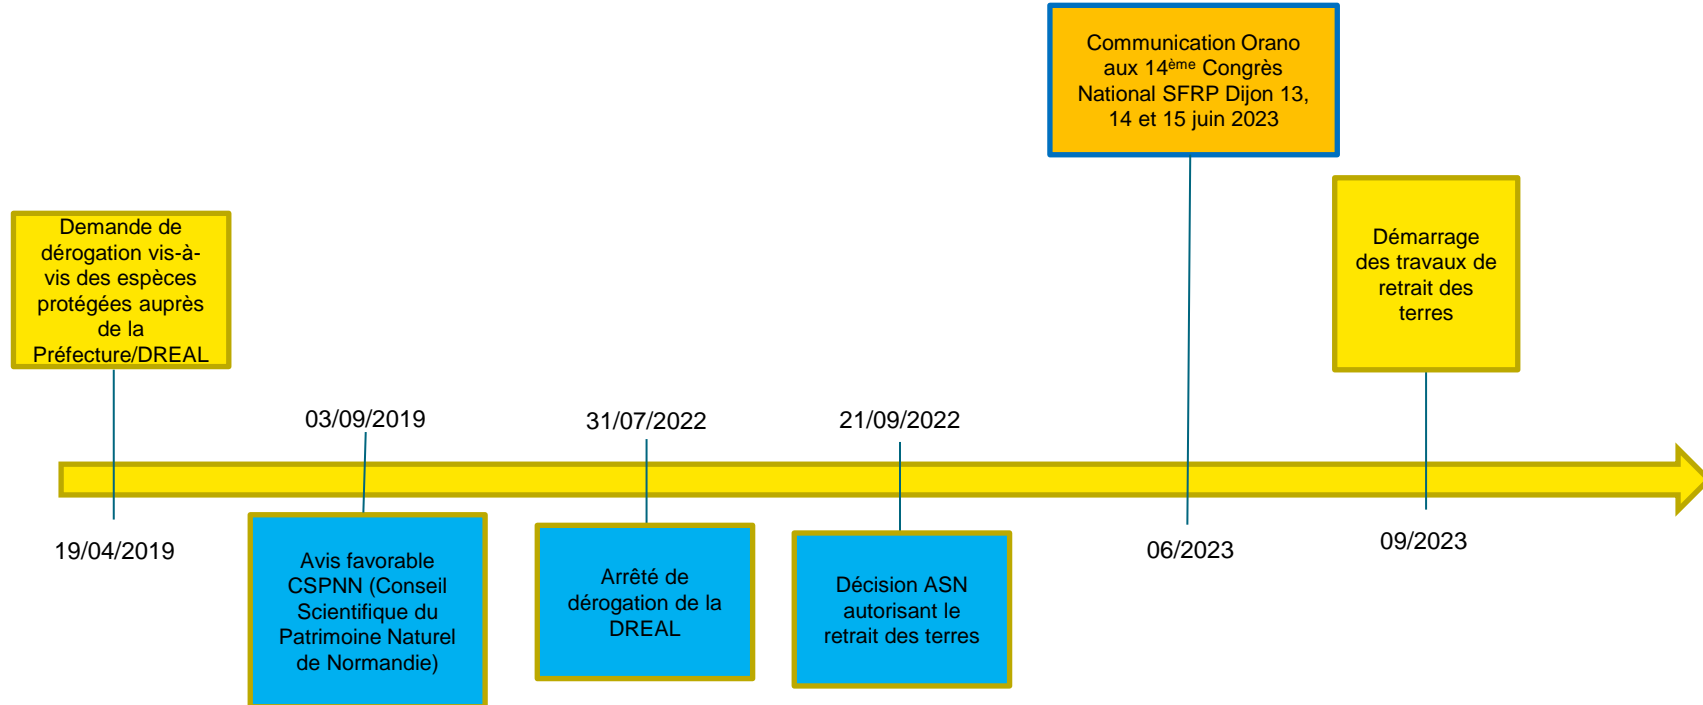 Communication Orano
aux 14ème Congrès
National SFRP Dijon 13,
14 et 15 juin 2023
Demande de
dérogation vis-à-
vis des espèces
protégées auprès
de la
Préfecture/DREAL
Démarrage
des travaux de
retrait des
terres
03/09/2019
31/07/2022
21/09/2022
19/04/2019
06/2023
09/2023
Avis favorable
CSPNN (Conseil
Scientifique du
Patrimoine Naturel
de Normandie)
Arrêté de
dérogation de la
DREAL
Décision ASN
autorisant le
retrait des terres